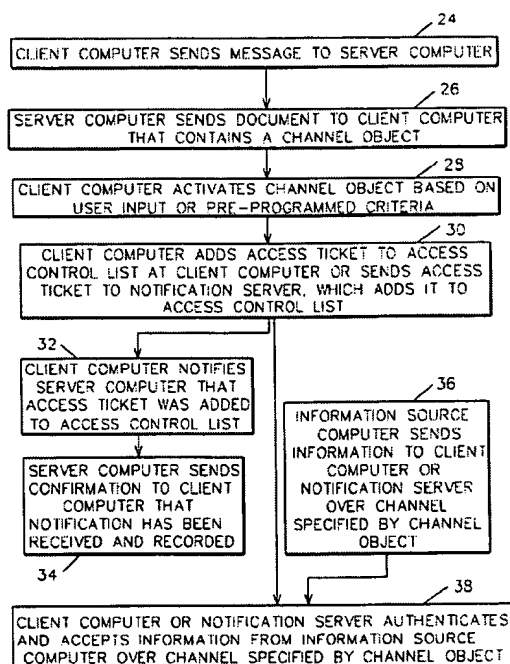 24
CLIENT COMPUTER SENDS MESSAGE TO SERVER COMPUTER
26
SERVER COMPUTER SENDS DOCUMENT TO CLIENT COMPUTER
THAT CONTAINS A CHANNEL OBJECT
28
CLIENT COMPUTER ACTIVATES CHANNEL OBJECT BASED ON
USER INPUT OR PRE-PROGRAMMED CRITERIA
30
CLIENT COMPUTER ADDS ACCESS TICKET TO ACCESS
CONTROL LIST AT CLIENT COMPUTER OR SENDS ACCESS
TICKET TO NOTIFICATION SERVER, WHICH ADDS IT TO
ACCESS CONTROL LIST
32
CLIENT COMPUTER NOTIFIES
SERVER COMPUTER THAT
ACCESS TICKET WAS ADDED
TO ACCESS CONTROL LIST
SERVER COMPUTER SENDS
CONFIRMATION TO CLIENT
COMPUTER THAT
NOTIFICATION HAS BEEN
RECEIVED AND RECORDED
34
36
INFORMATION SOURCE
COMPUTER SENDS
INFORMATION TO CLIENT
COMPUTER OR
NOTIFICATION SERVER
OVER CHANNEL
SPECIFIED BY CHANNEL
OBJECT
38
CLIENT COMPUTER OR NOTIFICATION SERVER AUTHENTICATES
AND ACCEPTS INFORMATION FROM INFORMATION SOURCE
COMPUTER OVER CHANNEL SPECIFIED BY CHANNEL OBJECT